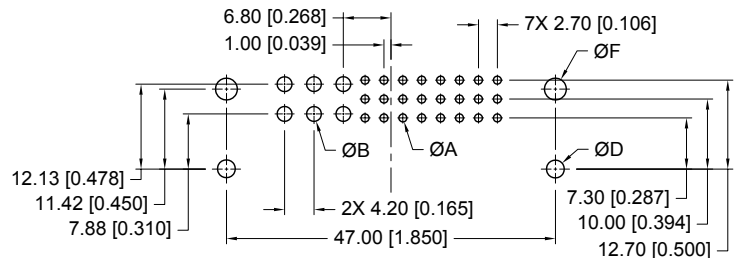 6.80 [0.268]
1.00 [0.039]
7X 2.70 [0.106]
ØF
ØB
ØA
ØD
12.13 [0.478]
11.42 [0.450]
7.88 [0.310]
2X 4.20 [0.165]
47.00 [1.850]
7.30 [0.287]
10.00 [0.394]
12.70 [0.500]